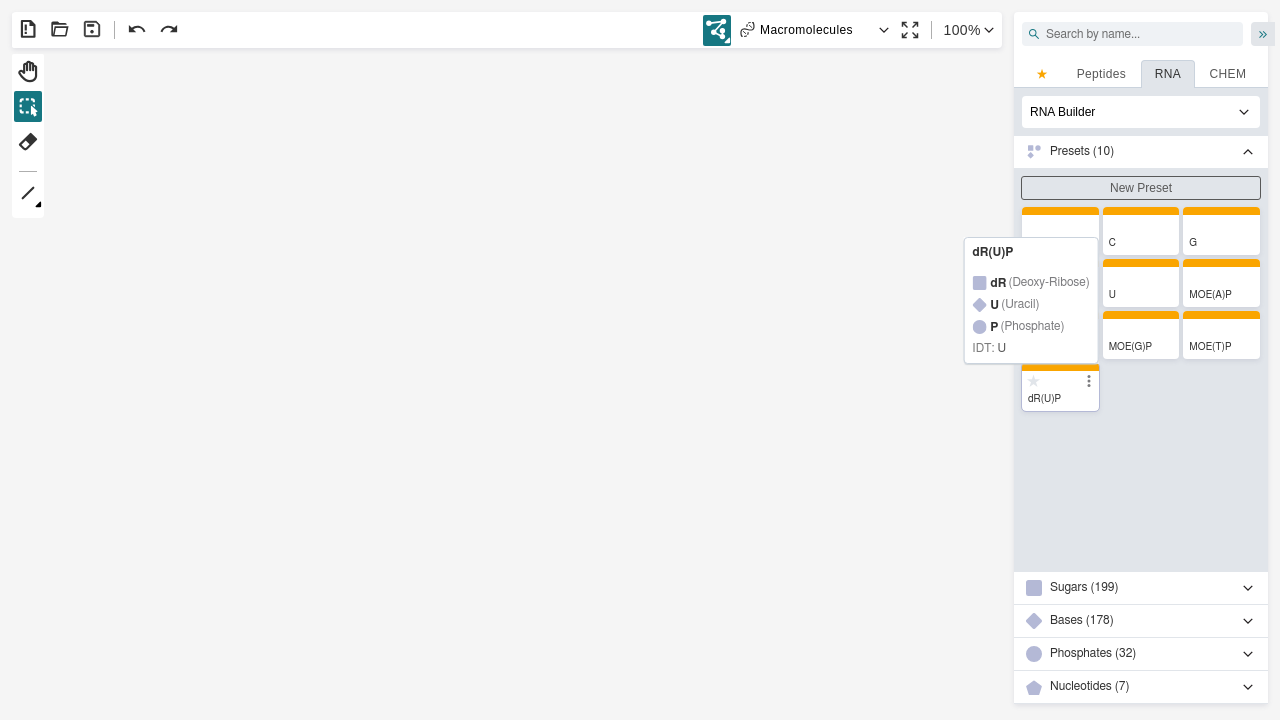 Macromolecules
100%
Search by name...
★ Peptides RNA CHEM
RNA Builder
Presets (10)
New Preset
C G
dR(U)P
dR (Deoxy-Ribose)
U (Uracil)
P (Phosphate)
IDT: U
U MOE(A)P
MOE(G)P MOE(T)P
dR(U)P
Sugars (199)
Bases (178)
Phosphates (32)
Nucleotides (7)